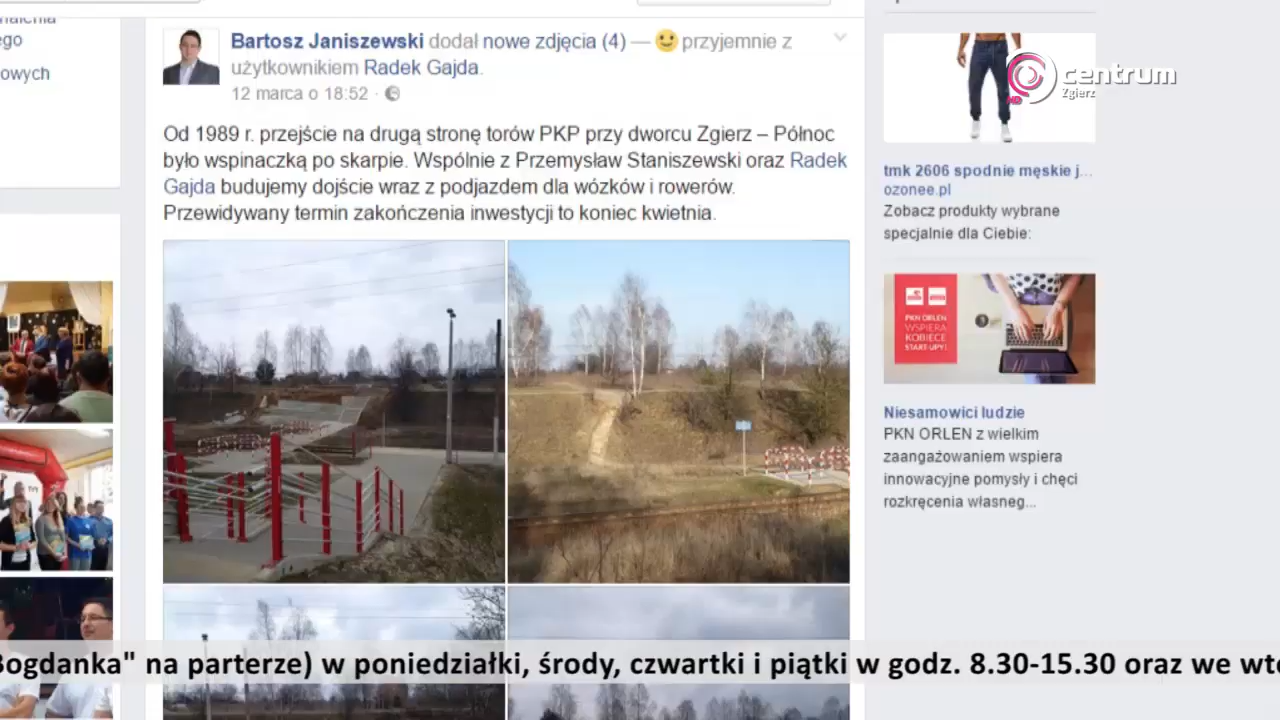 ego
owych
Bartosz Janiszewski dodał nowe zdjęcia (4) — przyjemnie z
użytkownikiem Radek Gajda.
12 marca o 18:52 ·
Od 1989 r. przejście na drugą stronę torów PKP przy dworcu Zgierz – Północ
było wspinaczką po skarpie. Wspólnie z Przemysław Staniszewski oraz Radek
Gajda budujemy dojście wraz z podjazdem dla wózków i rowerów.
Przewidywany termin zakończenia inwestycji to koniec kwietnia.
centrum
Zgierz
HD
tmk 2606 spodnie męskie j...
ozonee.pl
Zobacz produkty wybrane
specjalnie dla Ciebie:
PKN ORLEN
WSPIERA
KOBIECE
START-UPY!
Niesamowici ludzie
PKN ORLEN z wielkim
zaangażowaniem wspiera
innowacyjne pomysły i chęci
rozkręcenia własneg...
Bogdanka" na parterze) w poniedziałki, środy, czwartki i piątki w godz. 8.30-15.30 oraz we wto